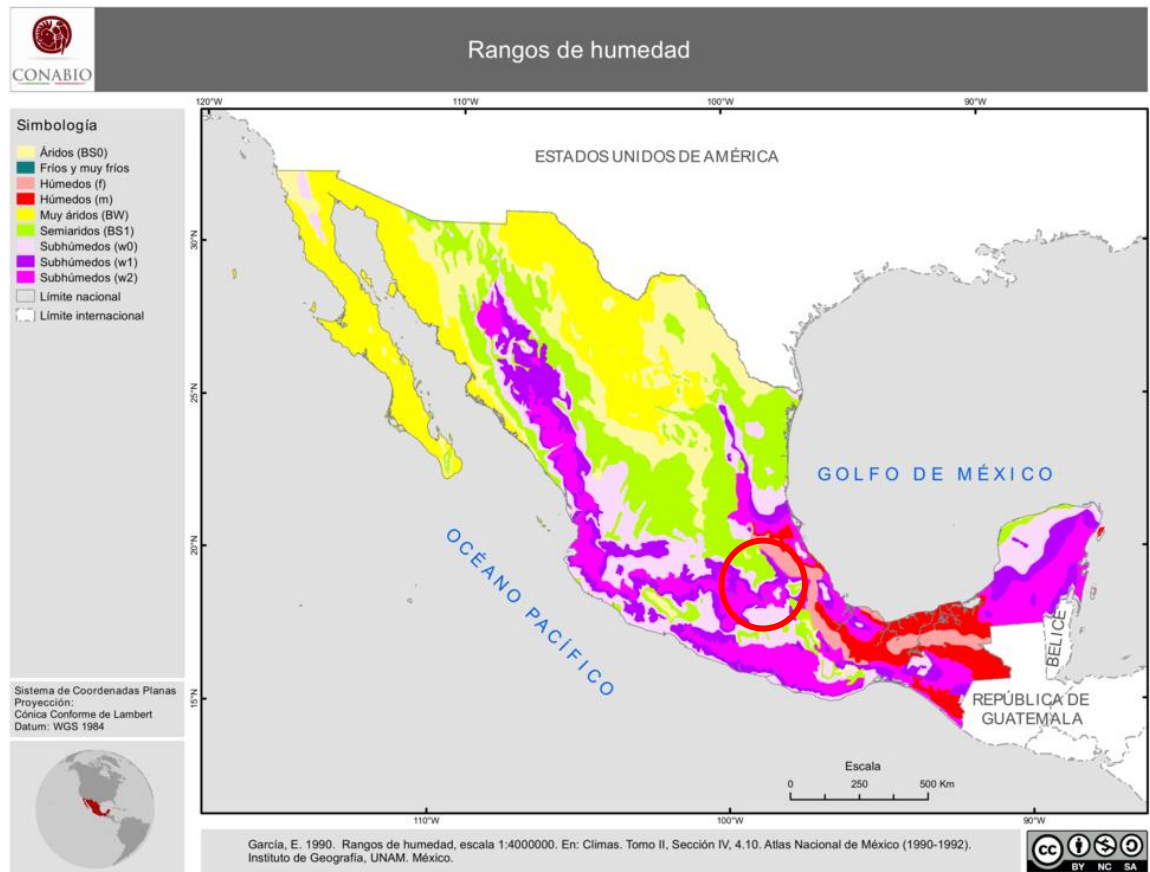 CONABIO
Rangos de humedad
Simbología
Áridos (BS0)
Fríos y muy fríos
Húmedos (f)
Húmedos (m)
Muy áridos (BW)
Semiaridos (BS1)
Subhúmedos (w0)
Subhúmedos (w1)
Subhúmedos (w2)
Límite nacional
Límite internacional
Sistema de Coordenadas Planas
Proyección:
Cónica Conforme de Lambert
Datum: WGS 1984
120°W
110°W
100°W
90°W
30°N
25°N
20°N
15°N
ESTADOS UNIDOS DE AMÉRICA
GOLFO DE MÉXICO
OCÉANO PACÍFICO
BELICE
REPÚBLICA DE
GUATEMALA
Escala
0 250 500 Km
110°W
100°W
90°W
García, E. 1990. Rangos de humedad, escala 1:4000000. En: Climas. Tomo II, Sección IV, 4.10. Atlas Nacional de México (1990-1992).
Instituto de Geografía, UNAM. México.
cc
BY NC SA